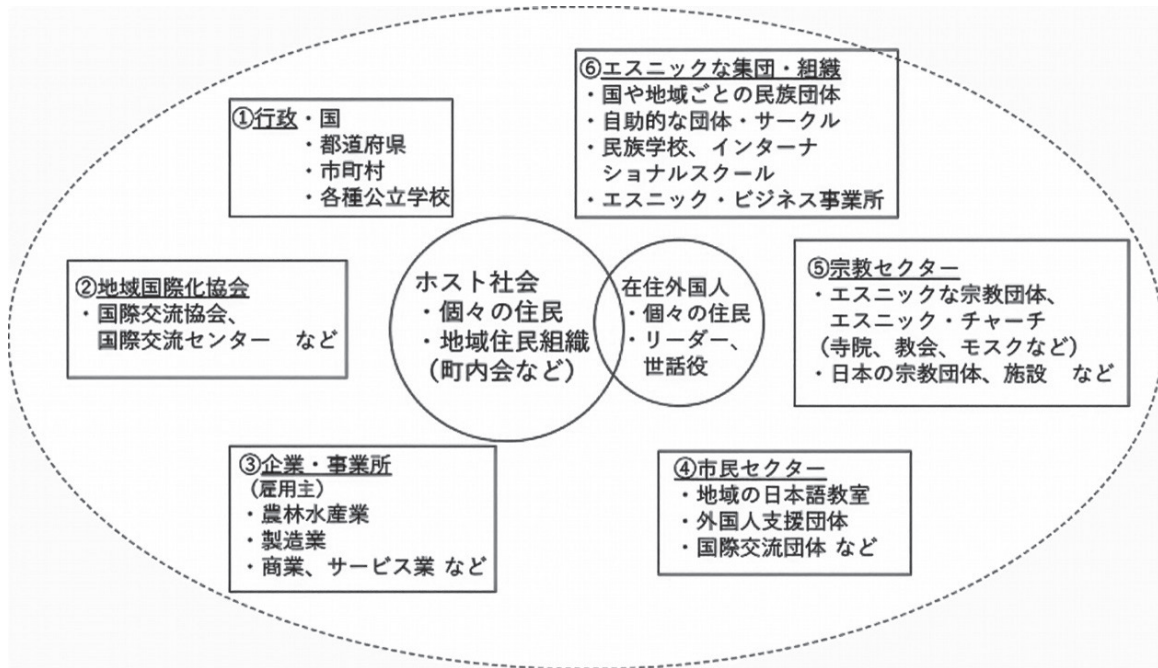 ①行政・国
・都道府県
・市町村
・各種公立学校
⑥エスニックな集団・組織
・国や地域ごとの民族団体
・自助的な団体・サークル
・民族学校、インターナ
ショナルスクール
・エスニック・ビジネス事業所
②地域国際化協会
・国際交流協会、
国際交流センター など
ホスト社会
・個々の住民
・地域住民組織
（町内会など）
在住外国人
・個々の住民
・リーダー、
世話役
⑤宗教セクター
・エスニックな宗教団体、
エスニック・チャーチ
（寺院、教会、モスクなど）
・日本の宗教団体、施設 など
③企業・事業所
（雇用主）
・農林水産業
・製造業
・商業、サービス業 など
④市民セクター
・地域の日本語教室
・外国人支援団体
・国際交流団体 など